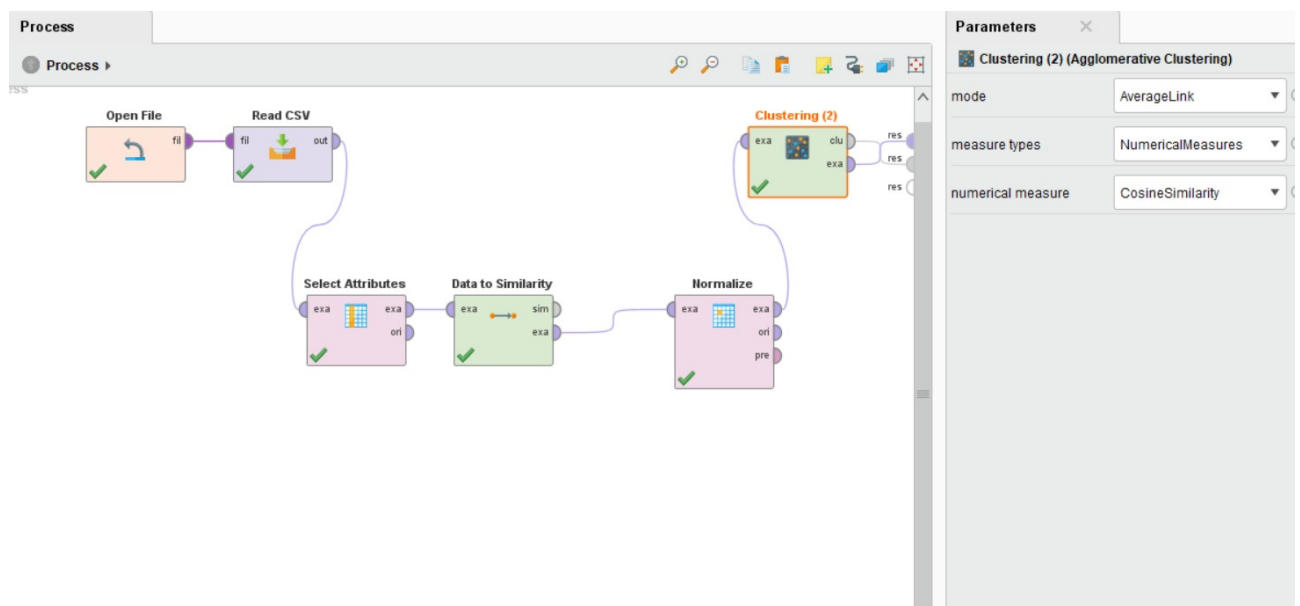 Process
Parameters
Process
Clustering (2) (Agglomerative Clustering)
mode
AverageLink
measure types
NumericalMeasures
numerical measure
CosineSimilarity
ess
Open File
fil
Read CSV
fil
out
Clustering (2)
exa
clu
exa
res
res
res
Select Attributes
exa
exa
ori
Data to Similarity
exa
sim
exa
Normalize
exa
exa
ori
pre